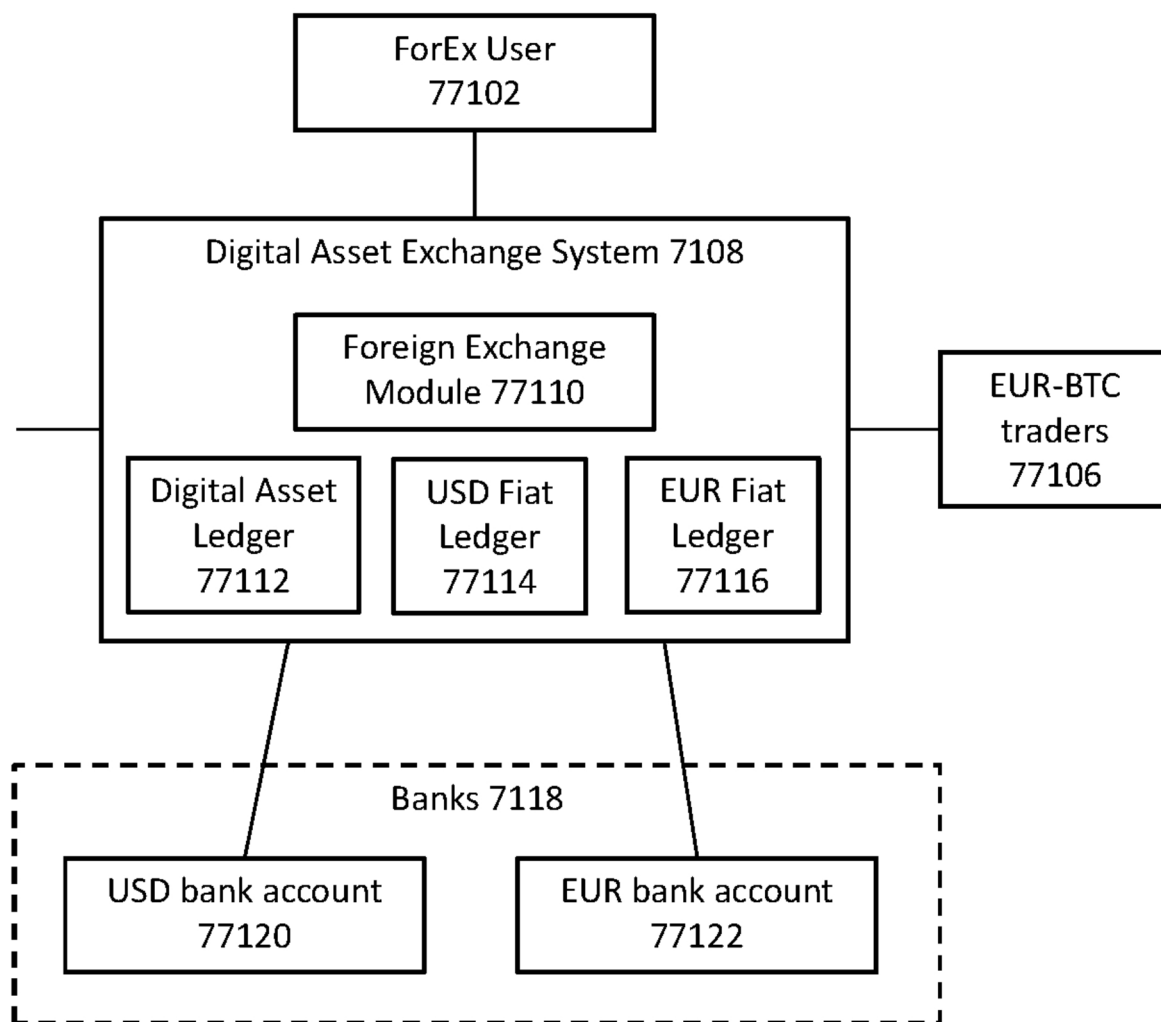 ForEx User
77102
Digital Asset Exchange System 7108
Foreign Exchange
Module 77110
Digital Asset
Ledger
77112
USD Fiat
Ledger
77114
EUR Fiat
Ledger
77116
EUR-BTC
traders
77106
Banks 7118
USD bank account
77120
EUR bank account
77122